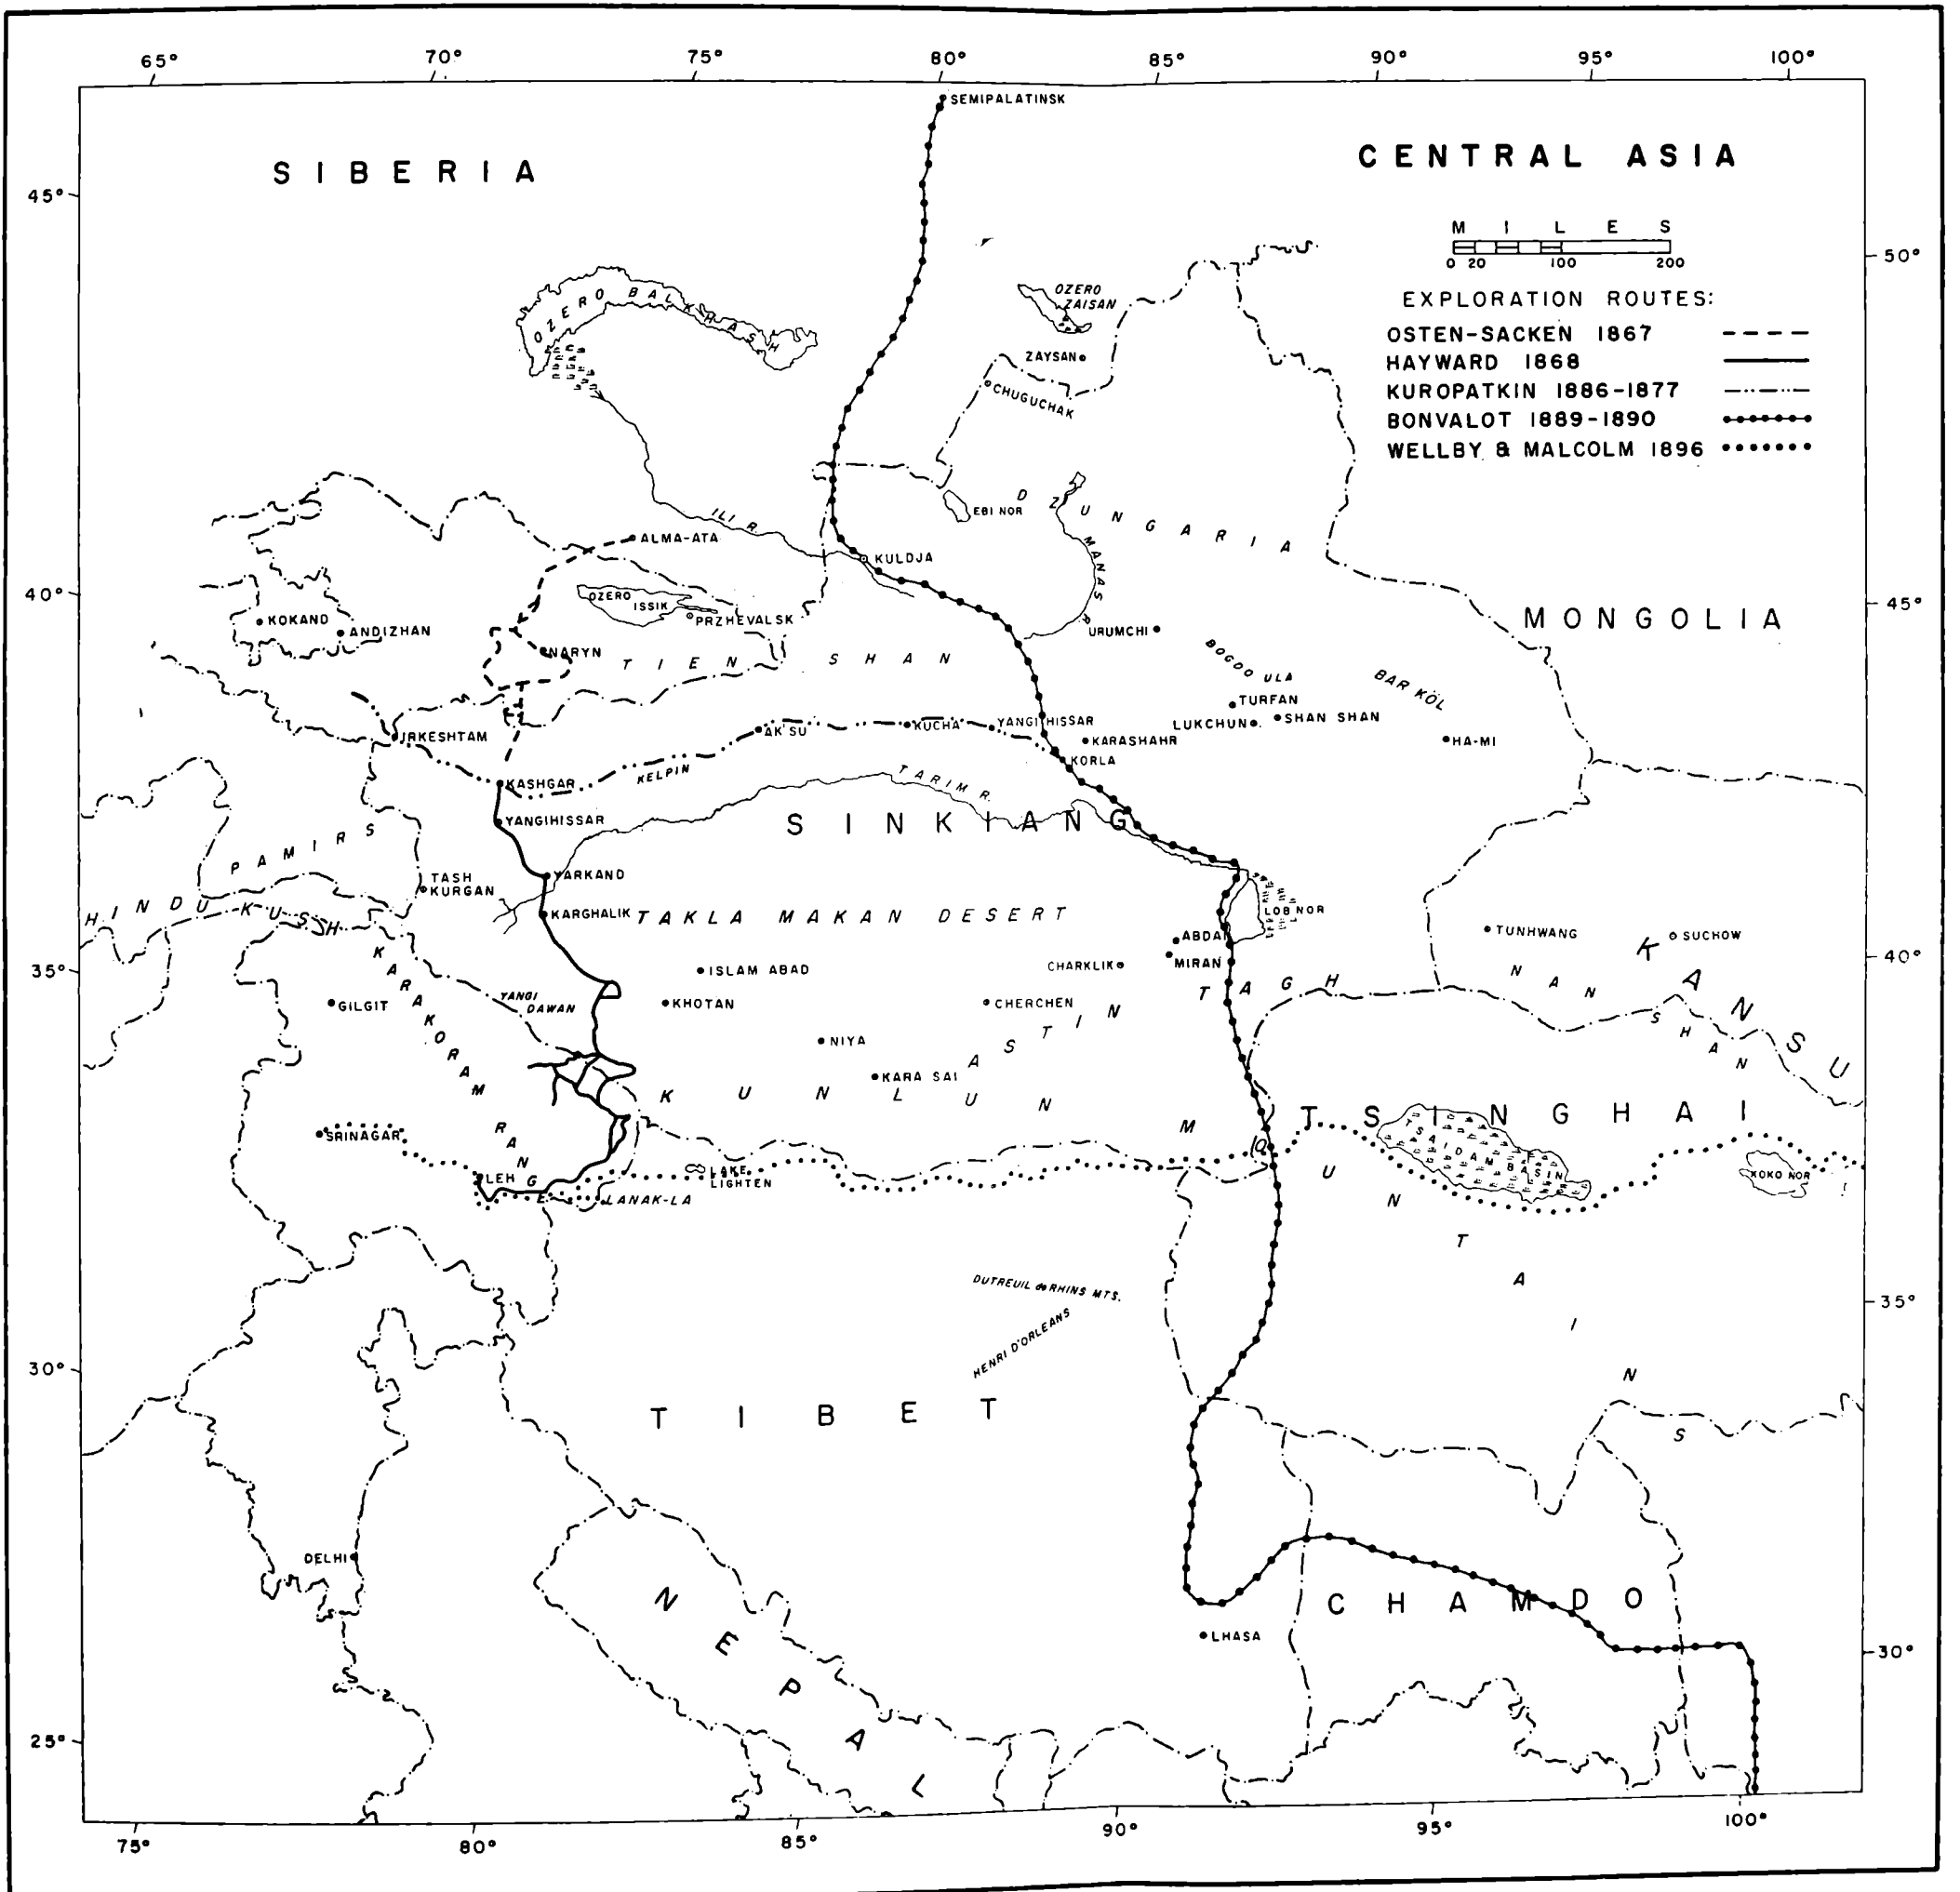 65° 70° 75° 80° 85° 90° 95° 100°
SEMIPALATINSK
SIBERIA
CENTRAL ASIA
45°
MILES
0 20 100 200
50°
EXPLORATION ROUTES:
OSTEN-SACKEN 1867
HAYWARD 1868
KUROPATKIN 1886-1877
BONVALOT 1889-1890
WELLBY & MALCOLM 1896
OZERO BALKHASH
OZERO
ZAISAN
ZAYSAN
CHUGUCHAK
EBI NOR
DZUNGARIA
ILI R.
ALMA-ATA
KULDJA
MANAS R.
40°
45°
OZERO
ISSIK
PRZHEVALSK
KOKAND
ANDIZHAN
NARYN
TIEN SHAN
URUMCHI
MONGOLIA
BOGDO ULA
BAR KÖL
TURFAN
LUKCHUN
SHAN SHAN
HA-MI
IRKESHTAM
AK SU
KUCHA
YANGI HISSAR
KARASHAHR
KORLA
KASHGAR
KELPIN
TARIM R.
YANGIHISSAR
SINKIANG
PAMIRS
TASH
KURGAN
YARKAND
HINDU KUSH
KARGHALIK
TAKLA MAKAN DESERT
LOB NOR
ABDAL
MIRAN
TUNHWANG
SUCHOW
KANSU
35°
40°
ISLAM ABAD
CHARKLIK
KARAKORAM RANGE
YANGI
DAWAN
GILGIT
KHOTAN
CHERCHEN
ASTIN TAGH
NAN SHAN
NIYA
KARA SAI
KUNLUN MOUNTAINS
TSINGHAI
TSAIDAM BASIN
SRINAGAR
LEH
LAKE
LIGHTEN
LANAK-LA
KOKO NOR
DUTREUIL de RHINS MTS.
HENRI D'ORLEANS
35°
30°
TIBET
DELHI
NEPAL
CHAMDO
LHASA
30°
25°
75° 80° 85° 90° 95° 100°